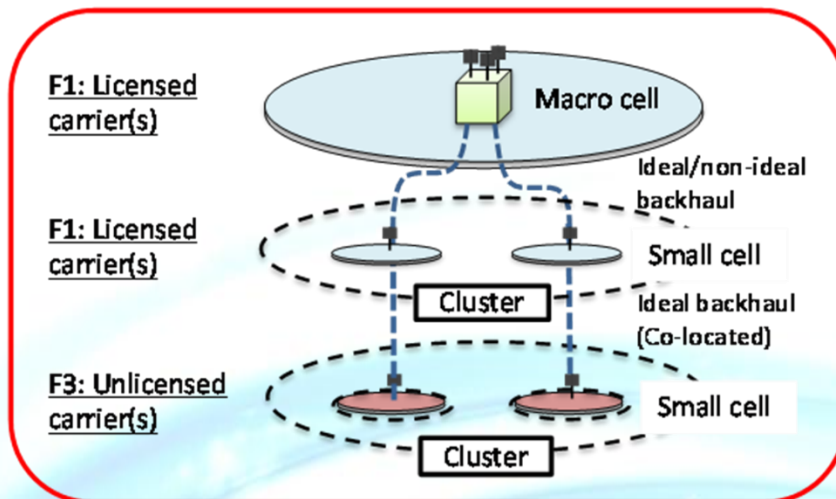 F1: Licensed
carrier(s)
Macro cell
Ideal/non-ideal
backhaul
F1: Licensed
carrier(s)
Small cell
Cluster
Ideal backhaul
(Co-located)
F3: Unlicensed
carrier(s)
Small cell
Cluster